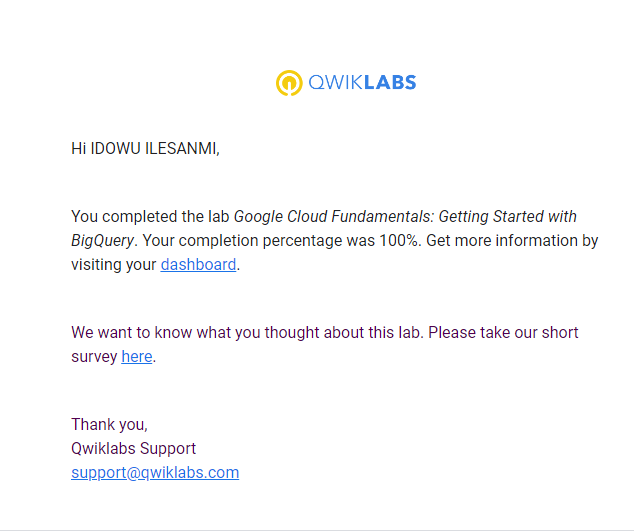 QWIKLABS
Hi IDOWU ILESANMI,
You completed the lab Google Cloud Fundamentals: Getting Started with
BigQuery. Your completion percentage was 100%. Get more information by
visiting your dashboard.
We want to know what you thought about this lab. Please take our short
survey here.
Thank you,
Qwiklabs Support
support@qwiklabs.com